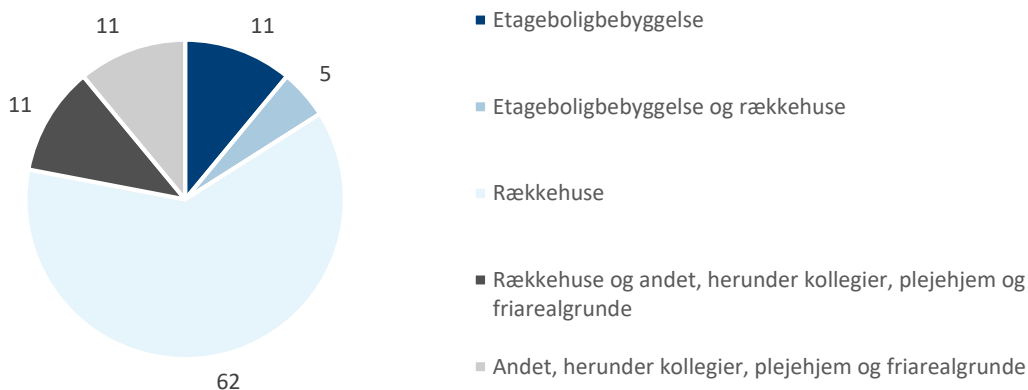 11
11
5
11
62
Etageboligbebyggelse
Etageboligbebyggelse og rækkehuse
Rækkehuse
Rækkehuse og andet, herunder kollegier, plejehjem og
friarealgrunde
Andet, herunder kollegier, plejehjem og friarealgrunde